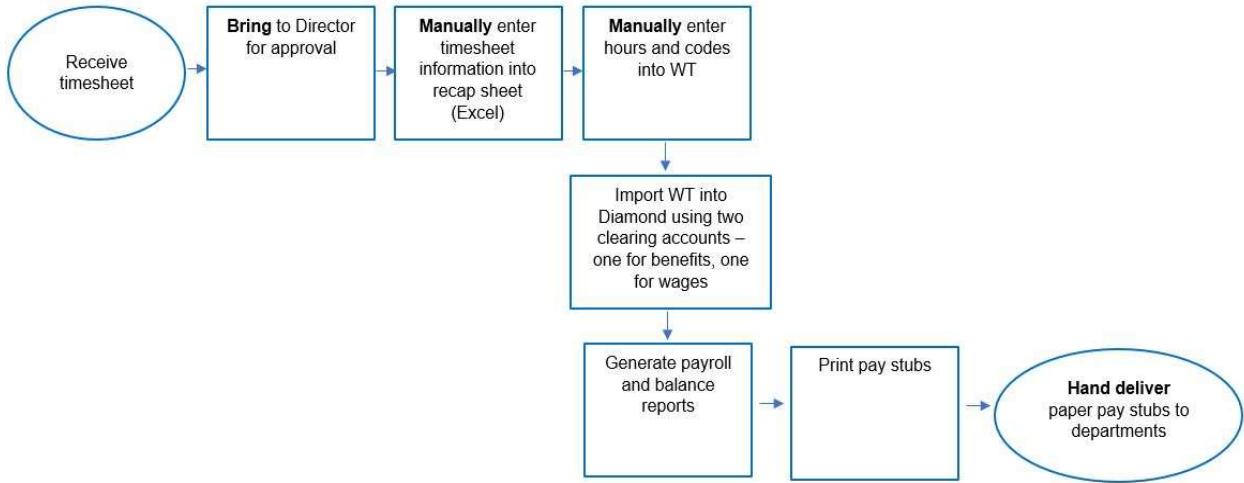 Receive
timesheet
Bring to Director
for approval
Manually enter
timesheet
information into
recap sheet
(Excel)
Manually enter
hours and codes
into WT
Import WT into
Diamond using two
clearing accounts –
one for benefits, one
for wages
Generate payroll
and balance
reports
Print pay stubs
Hand deliver
paper pay stubs to
departments